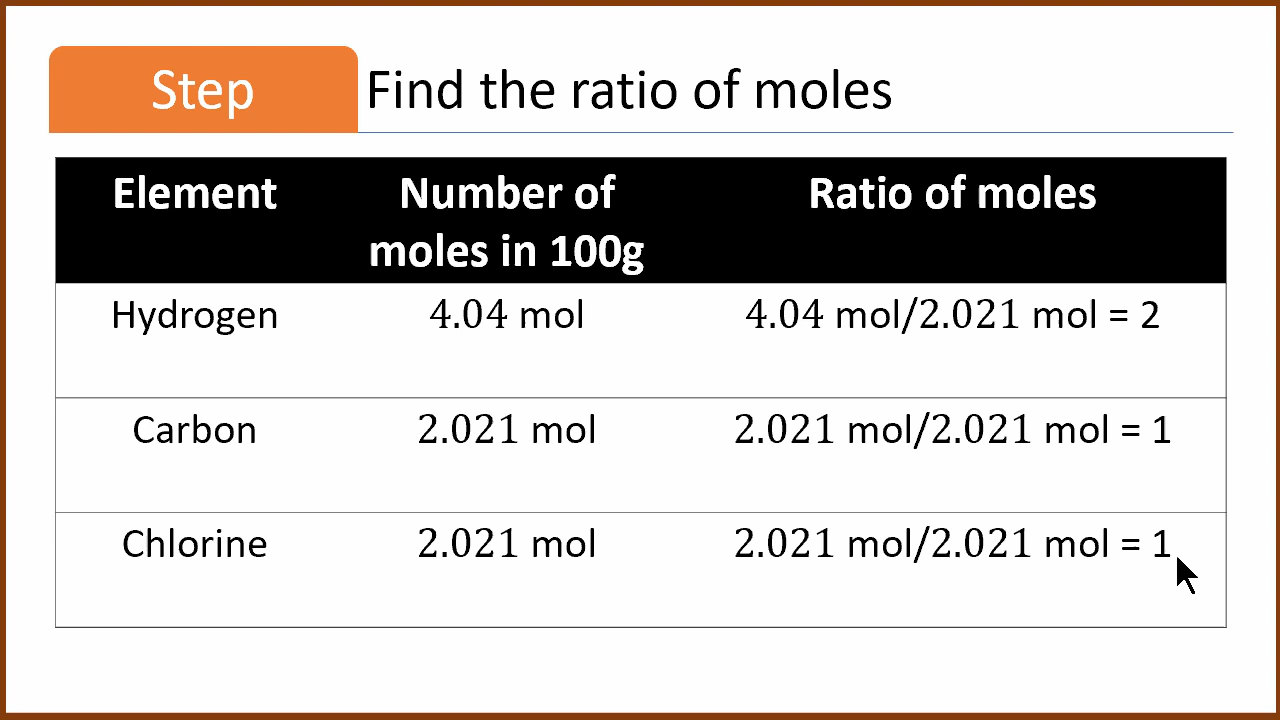 Step
Find the ratio of moles
Element
Number of
moles in 100g
Ratio of moles
Hydrogen
4.04 mol
4.04 mol/2.021 mol = 2
Carbon
2.021 mol
2.021 mol/2.021 mol = 1
Chlorine
2.021 mol
2.021 mol/2.021 mol = 1